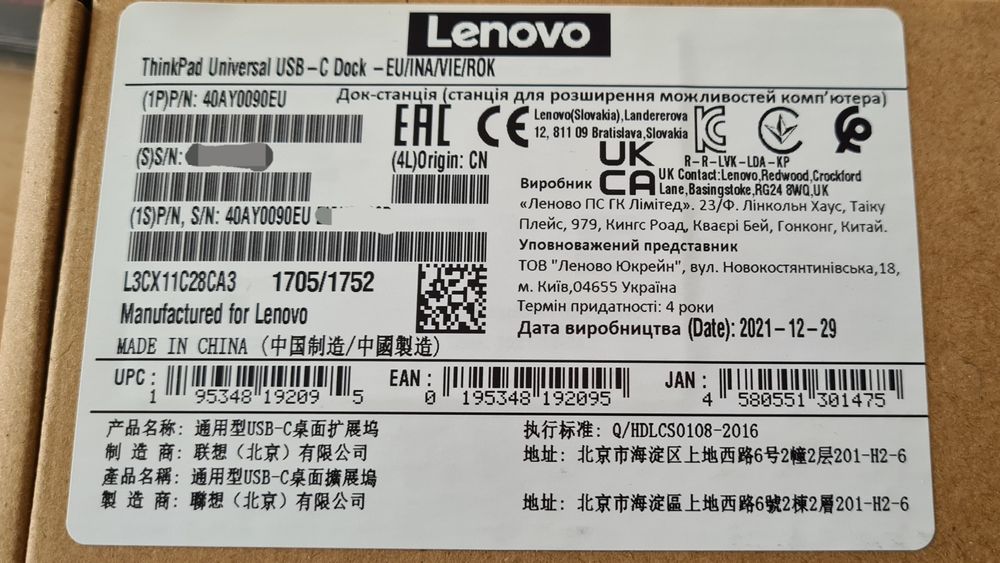 Lenovo
ThinkPad Universal USB-C Dock -EU/INA/VIE/ROK
(1P)P/N: 40AY0090EU
Док-станція (станція для розширення можливостей комп'ютера)
EAC CE
Lenovo(Slovakia),Landererova
12, 811 09 Bratislava,Slovakia
R-R-LVK-LDA-KP
(S)S/N:
(4L)Origin: CN
UK
CA
UK Contact:Lenovo,Redwood,Crockford
Lane,Basingstoke,RG24 8WQ,UK
Виробник
«Леново ПС ГК Лімітед». 23/Ф. Лінкольн Хаус, Таіку
Плейс, 979, Кингс Роад, Кваєрі Бей, Гонконг, Китай.
(1S)P/N, S/N: 40AY0090EU
Уповноважений представник
ТОВ "Леново Юкрейн", вул. Новокостянтинівська,18,
м. Київ,04655 Україна
Термін придатності: 4 роки
Дата виробництва (Date): 2021-12-29
L3CX11C28CA3 1705/1752
Manufactured for Lenovo
MADE IN CHINA (中国制造/中國製造)
UPC: 1 95348 19209 5
EAN: 0 195348 192095
JAN: 4 580551 301475
产品名称: 通用型USB-C桌面扩展坞
执行标准: Q/HDLCS0108-2016
制 造 商: 联想(北京)有限公司
地址: 北京市海淀区上地西路6号2幢2层201-H2-6
產品名稱: 通用型USB-C桌面擴展塢
製 造 商: 聯想(北京)有限公司
地址: 北京市海淀區上地西路6號2棟2層201-H2-6